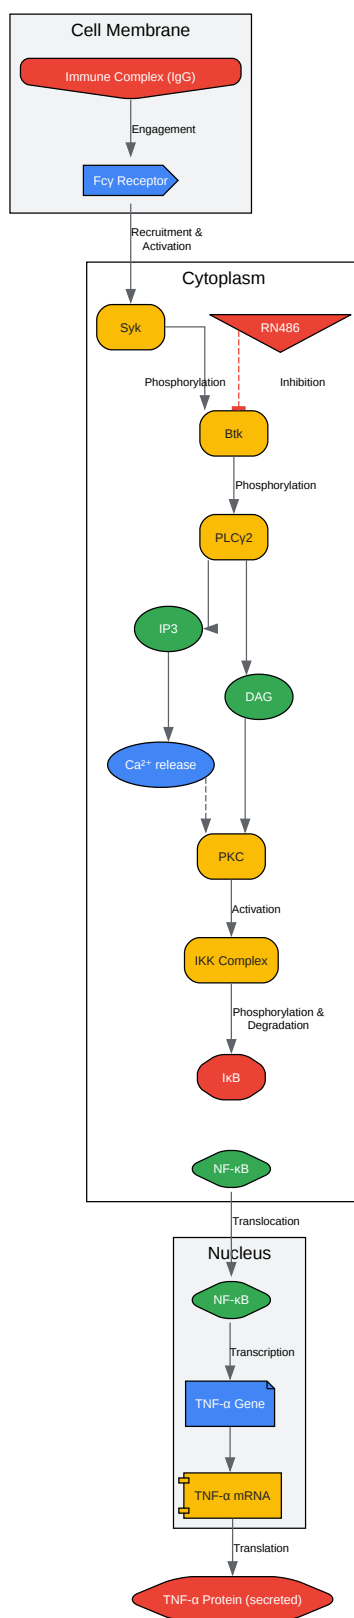 Cell Membrane
Immune Complex (IgG)
Engagement
Fcγ Receptor
Recruitment &
Activation
Cytoplasm
Syk
RN486
Phosphorylation
Inhibition
Btk
Phosphorylation
PLCγ2
IP3
DAG
Ca²⁺ release
PKC
Activation
IKK Complex
Phosphorylation &
Degradation
IκB
NF-κB
Translocation
Nucleus
NF-κB
Transcription
TNF-α Gene
TNF-α mRNA
Translation
TNF-α Protein (secreted)